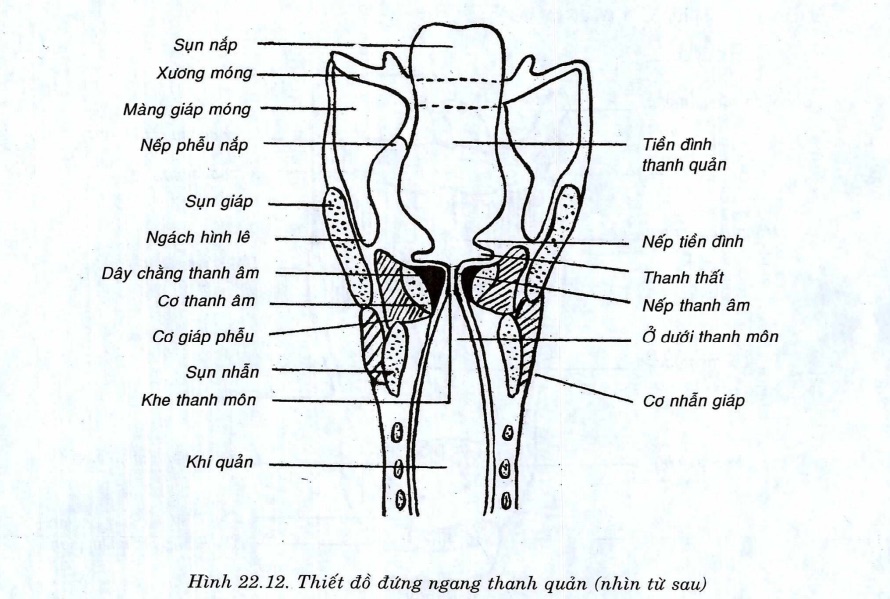 Sụn nắp
Xương móng
Màng giáp móng
Nếp phễu nắp
Sụn giáp
Ngách hình lê
Dây chằng thanh âm
Cơ thanh âm
Cơ giáp phễu
Sụn nhẫn
Khe thanh môn
Khí quản
Tiền đình
thanh quản
Nếp tiền đình
Thanh thất
Nếp thanh âm
Ở dưới thanh môn
Cơ nhẫn giáp
Hình 22.12. Thiết đồ đứng ngang thanh quản (nhìn từ sau)